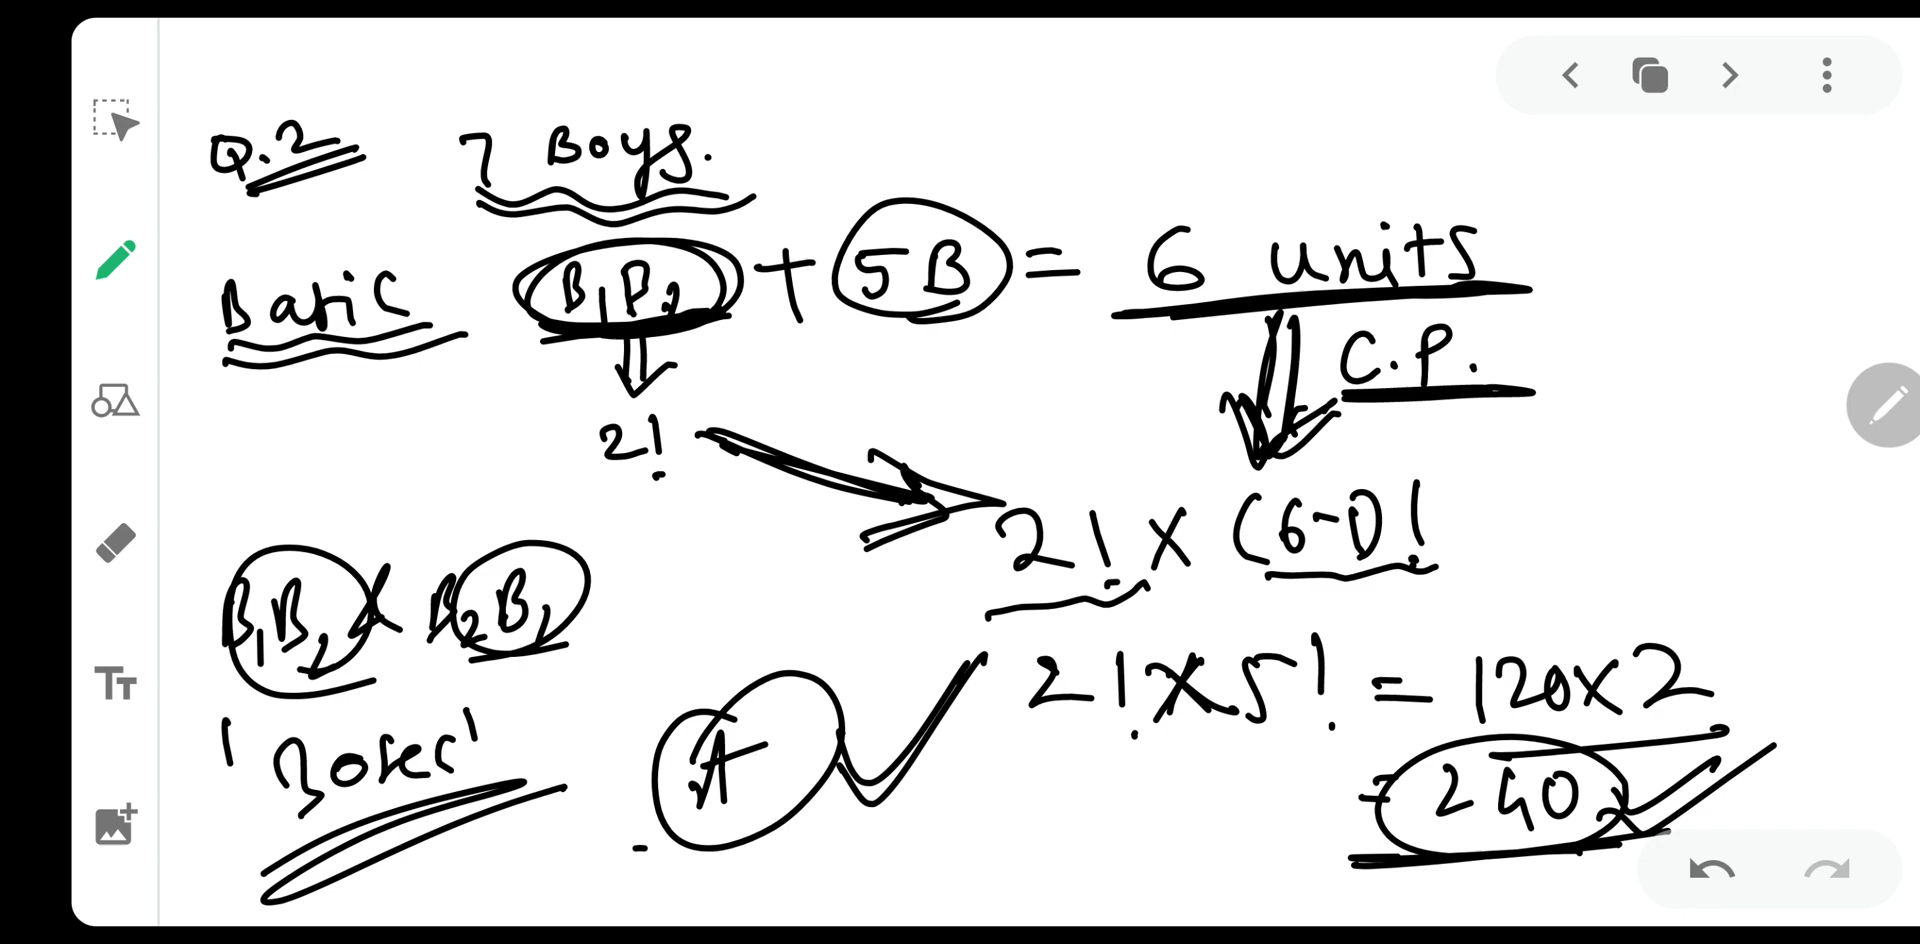 Q.2 7 Boys.
Basic B₁B₂ + 5B = 6 units
C.P.
2!
2! × (6-1)!
B₁B₂ B₂B₁
2! × 5! = 120×2
A
= 240
TT